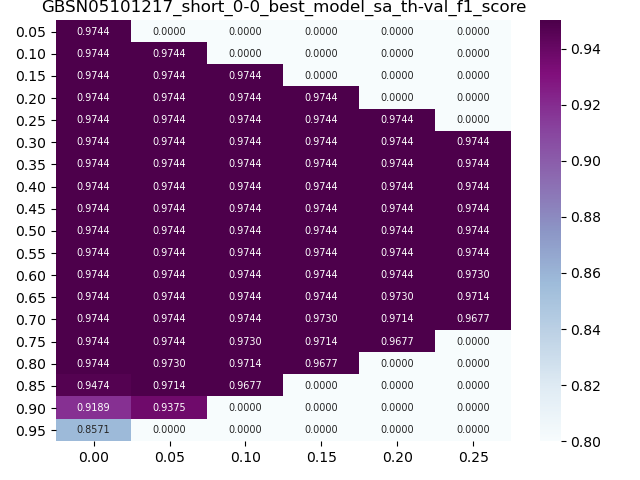 GBSN05101217_short_0-0_best_model_sa_th-val_f1_score
0.05 0.9744 0.0000 0.0000 0.0000 0.0000 0.0000
0.10 0.9744 0.9744 0.0000 0.0000 0.0000 0.0000
0.15 0.9744 0.9744 0.9744 0.0000 0.0000 0.0000
0.20 0.9744 0.9744 0.9744 0.9744 0.0000 0.0000
0.25 0.9744 0.9744 0.9744 0.9744 0.9744 0.0000
0.30 0.9744 0.9744 0.9744 0.9744 0.9744 0.9744
0.35 0.9744 0.9744 0.9744 0.9744 0.9744 0.9744
0.40 0.9744 0.9744 0.9744 0.9744 0.9744 0.9744
0.45 0.9744 0.9744 0.9744 0.9744 0.9744 0.9744
0.50 0.9744 0.9744 0.9744 0.9744 0.9744 0.9744
0.55 0.9744 0.9744 0.9744 0.9744 0.9744 0.9744
0.60 0.9744 0.9744 0.9744 0.9744 0.9744 0.9730
0.65 0.9744 0.9744 0.9744 0.9744 0.9730 0.9714
0.70 0.9744 0.9744 0.9744 0.9730 0.9714 0.9677
0.75 0.9744 0.9744 0.9730 0.9714 0.9677 0.0000
0.80 0.9744 0.9730 0.9714 0.9677 0.0000 0.0000
0.85 0.9474 0.9714 0.9677 0.0000 0.0000 0.0000
0.90 0.9189 0.9375 0.0000 0.0000 0.0000 0.0000
0.95 0.8571 0.0000 0.0000 0.0000 0.0000 0.0000
0.00 0.05 0.10 0.15 0.20 0.25
0.94
0.92
0.90
0.88
0.86
0.84
0.82
0.80